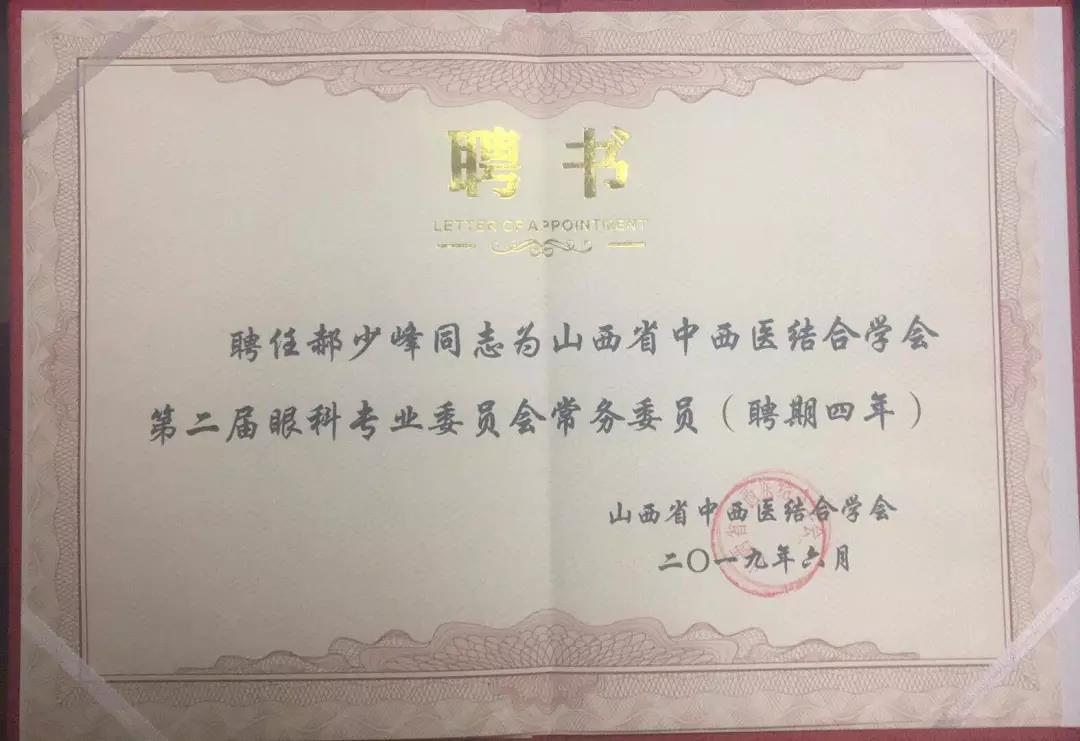 聘书
LETTER OF APPOINTMENT
聘任郝少峰同志为山西省中西医结合学会
第二届眼科专业委员会常务委员（聘期四年）
山西省中西医结合学会
二〇一九年六月